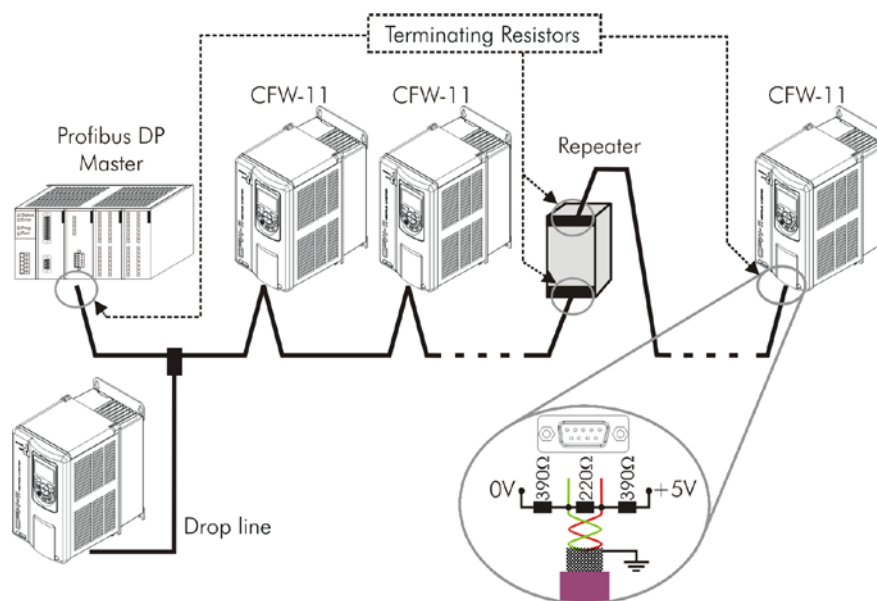 Terminating Resistors
CFW-11
CFW-11
CFW-11
Profibus DP
Master
Repeater
Drop line
0V
390Ω
220Ω
390Ω
+5V